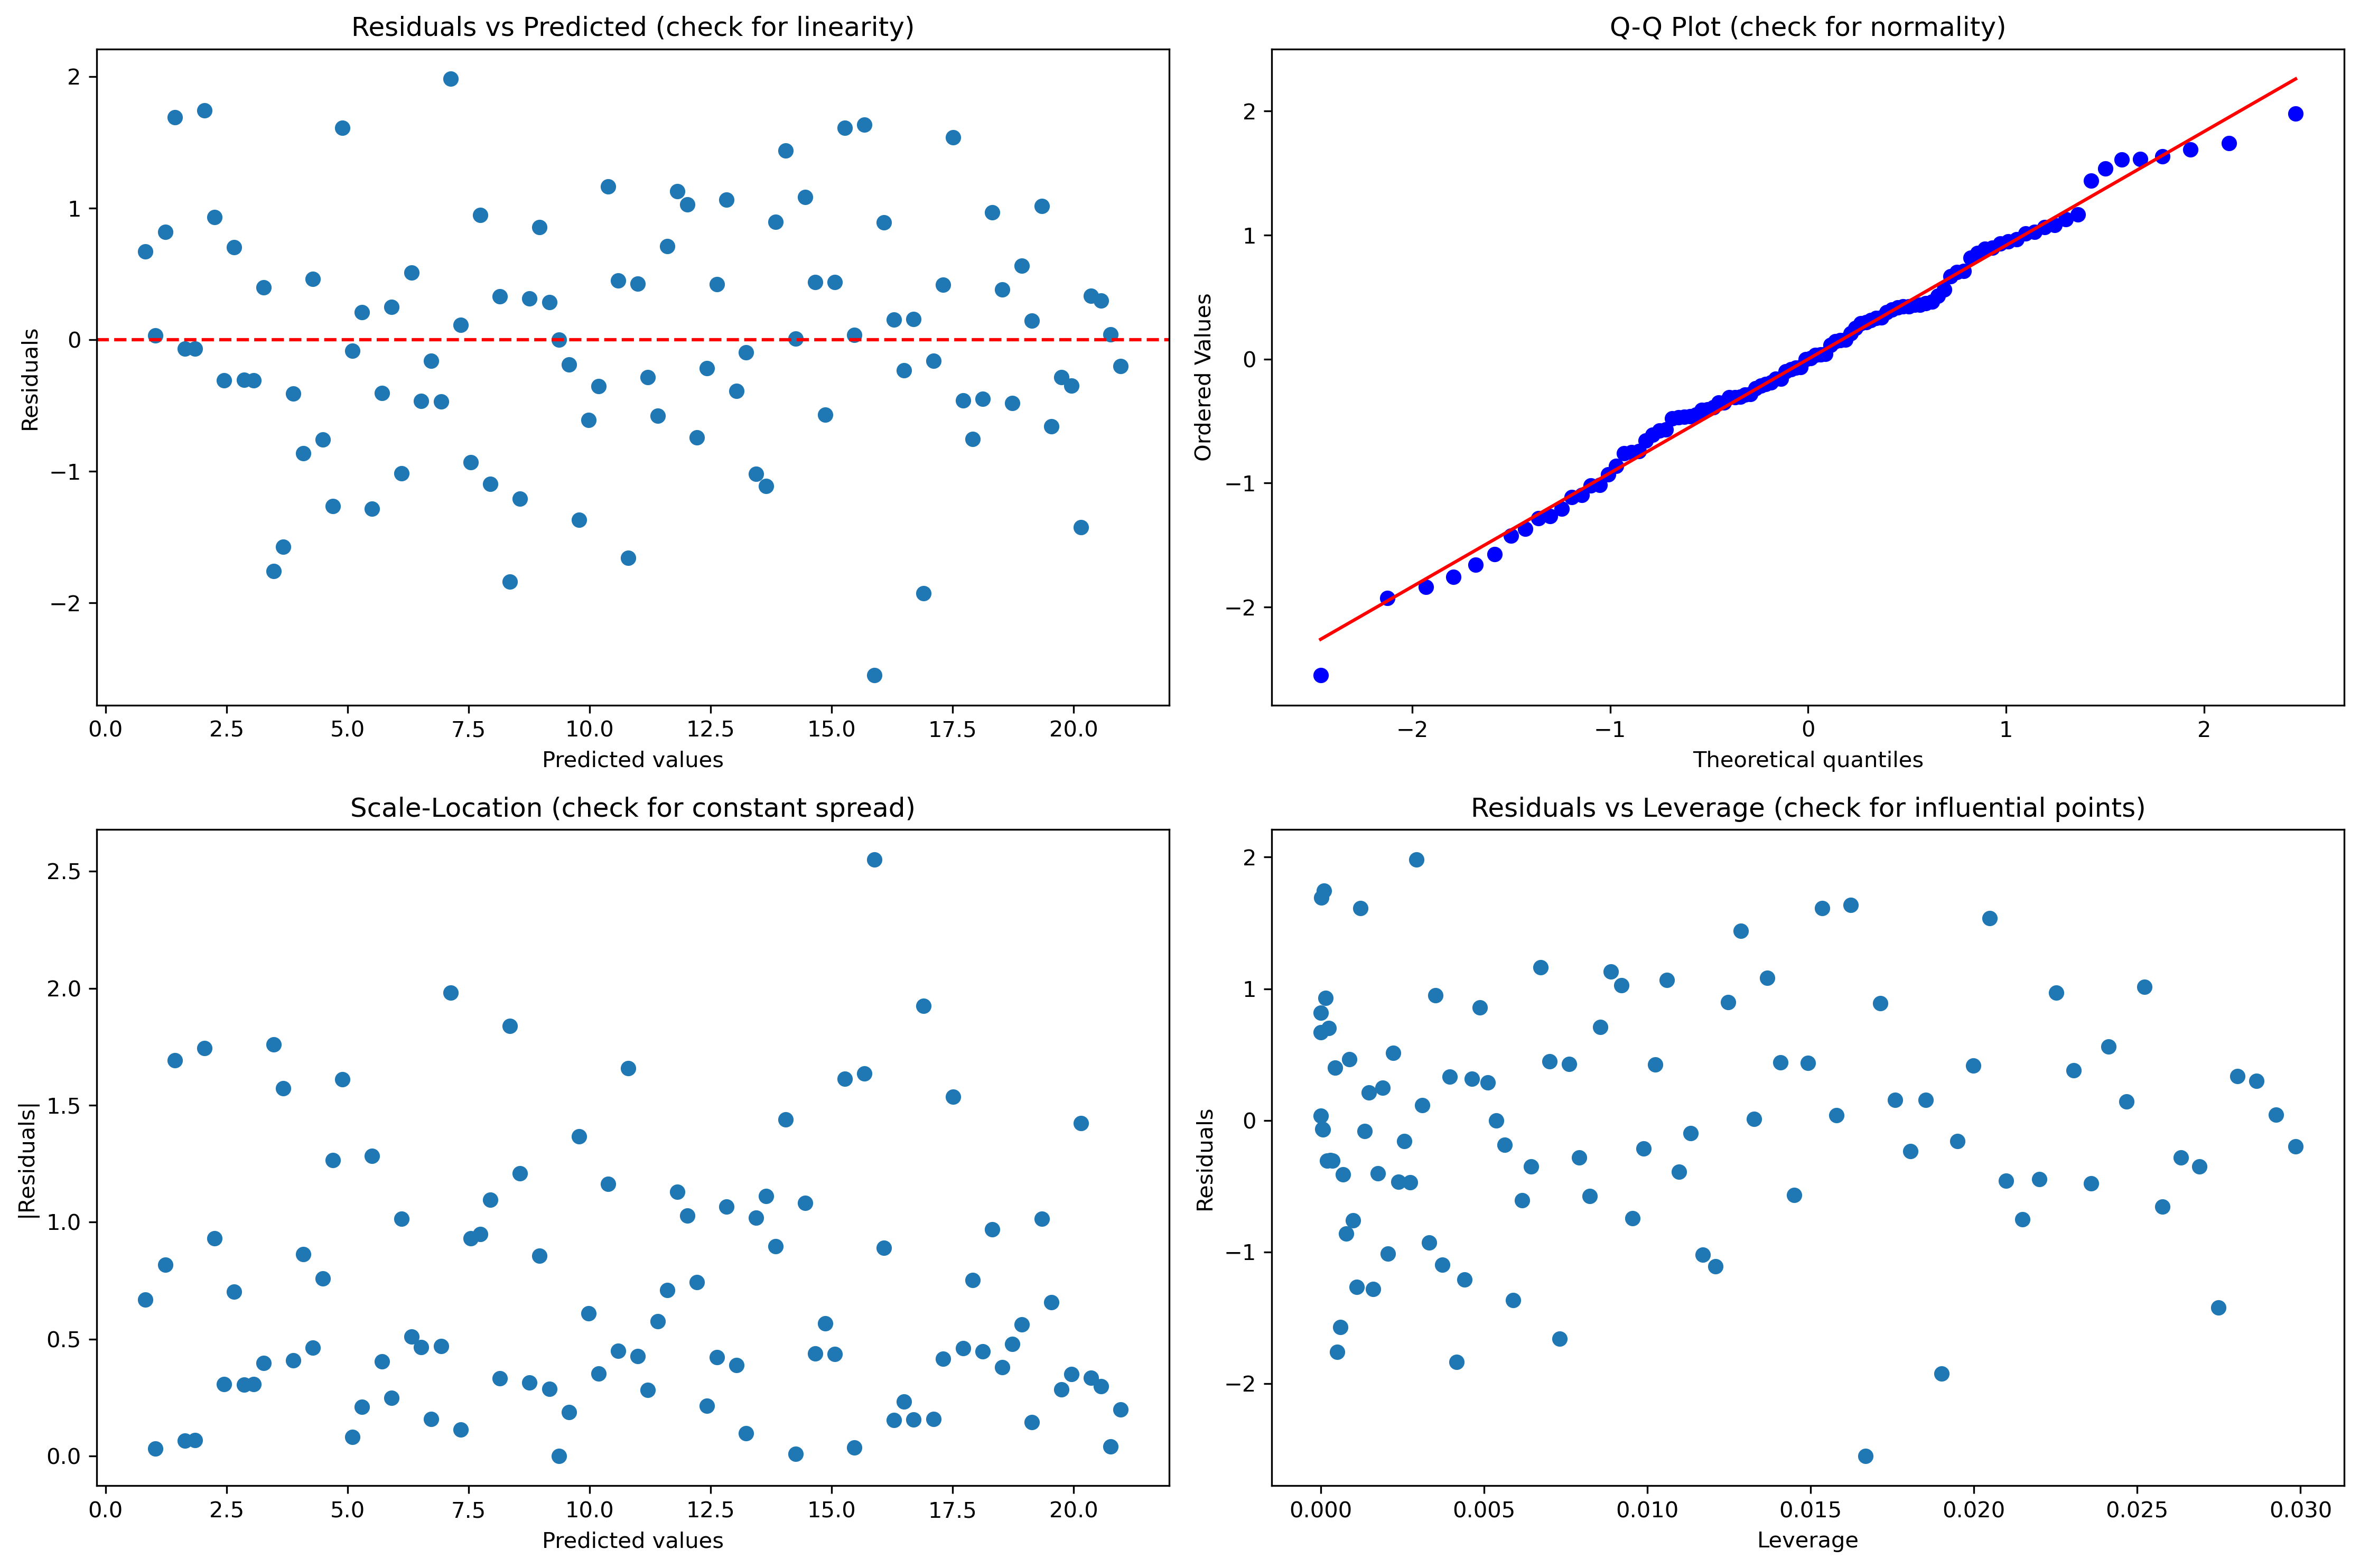 Residuals vs Predicted (check for linearity)
2
1
0
−1
−2
Residuals
0.0 2.5 5.0 7.5 10.0 12.5 15.0 17.5 20.0
Predicted values
Q-Q Plot (check for normality)
2
1
0
−1
−2
Ordered Values
−2 −1 0 1 2
Theoretical quantiles
Scale-Location (check for constant spread)
2.5
2.0
1.5
1.0
0.5
0.0
|Residuals|
0.0 2.5 5.0 7.5 10.0 12.5 15.0 17.5 20.0
Predicted values
Residuals vs Leverage (check for influential points)
2
1
0
−1
−2
Residuals
0.000 0.005 0.010 0.015 0.020 0.025 0.030
Leverage